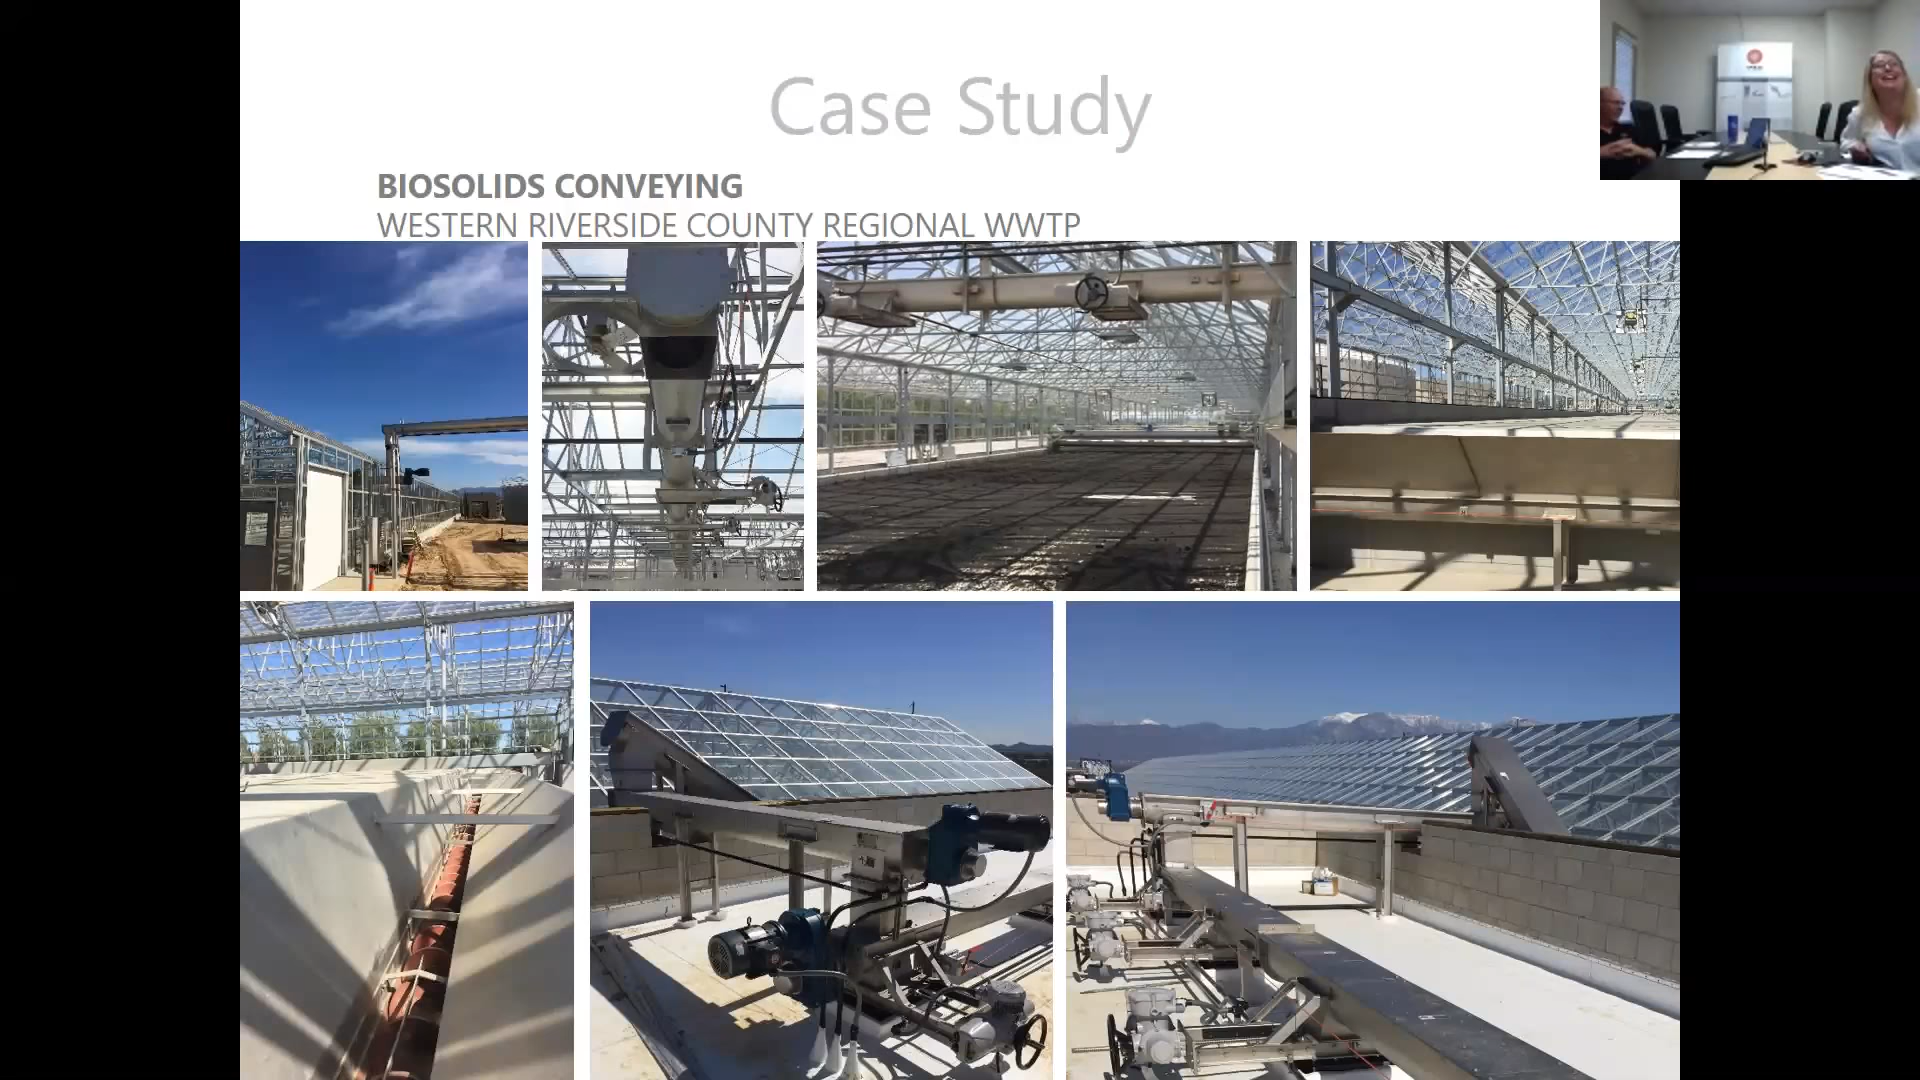 Case Study
BIOSOLIDS CONVEYING
WESTERN RIVERSIDE COUNTY REGIONAL WWTP